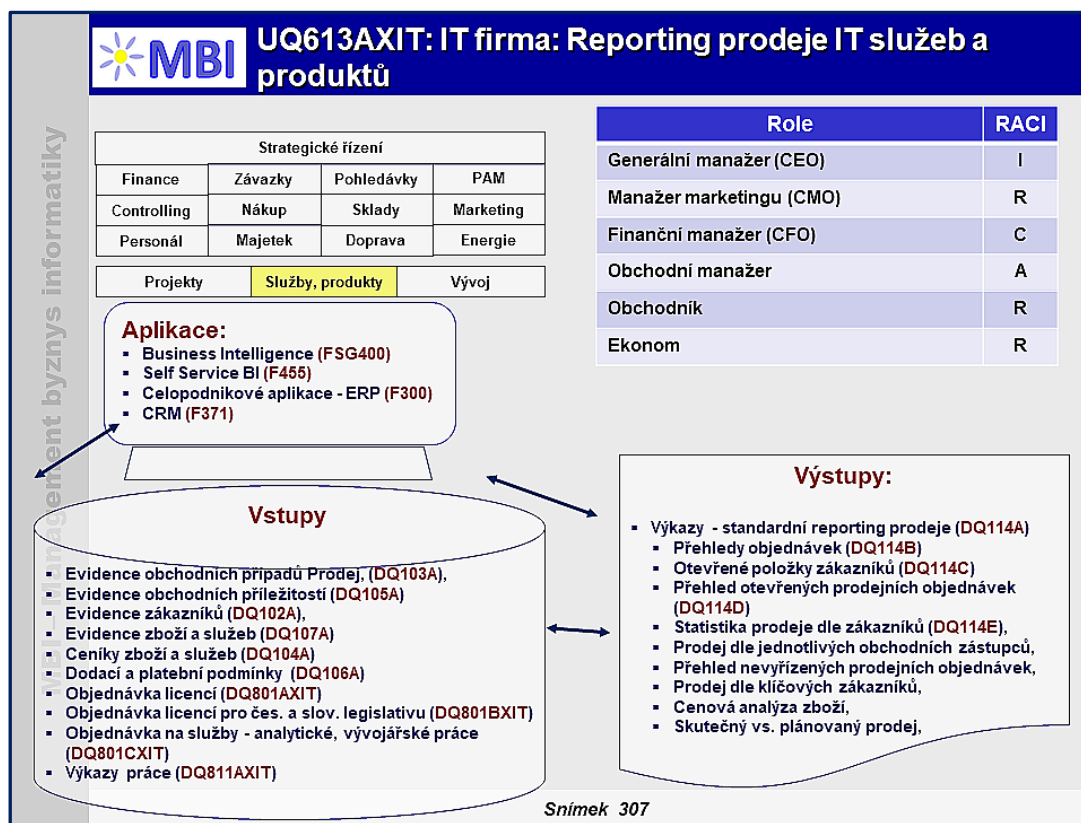 MBI
UQ613AXIT: IT firma: Reporting prodeje IT služeb a
produktů
MBI – Management byznys informatiky
Strategické řízení
Finance Závazky Pohledávky PAM
Controlling Nákup Sklady Marketing
Personál Majetek Doprava Energie
Projekty Služby, produkty Vývoj
Role RACI
Generální manažer (CEO) I
Manažer marketingu (CMO) R
Finanční manažer (CFO) C
Obchodní manažer A
Obchodník R
Ekonom R
Aplikace:
▪ Business Intelligence (FSG400)
▪ Self Service BI (F455)
▪ Celopodnikové aplikace - ERP (F300)
▪ CRM (F371)
Vstupy
▪ Evidence obchodních případů Prodej, (DQ103A),
▪ Evidence obchodních příležitostí (DQ105A)
▪ Evidence zákazníků (DQ102A),
▪ Evidence zboží a služeb (DQ107A)
▪ Ceníky zboží a služeb (DQ104A)
▪ Dodací a platební podmínky (DQ106A)
▪ Objednávka licencí (DQ801AXIT)
▪ Objednávka licencí pro čes. a slov. legislativu (DQ801BXIT)
▪ Objednávka na služby - analytické, vývojářské práce
(DQ801CXIT)
▪ Výkazy práce (DQ811AXIT)
Výstupy:
▪ Výkazy - standardní reporting prodeje (DQ114A)
▪ Přehledy objednávek (DQ114B)
▪ Otevřené položky zákazníků (DQ114C)
▪ Přehled otevřených prodejních objednávek
(DQ114D)
▪ Statistika prodeje dle zákazníků (DQ114E),
▪ Prodej dle jednotlivých obchodních zástupců,
▪ Přehled nevyřízených prodejních objednávek,
▪ Prodej dle klíčových zákazníků,
▪ Cenová analýza zboží,
▪ Skutečný vs. plánovaný prodej,
Snímek 307